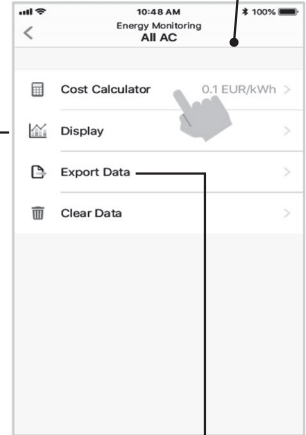 10:48 AM
100%
Energy Monitoring
All AC
Cost Calculator 0.1 EUR/kWh
Display
Export Data
Clear Data